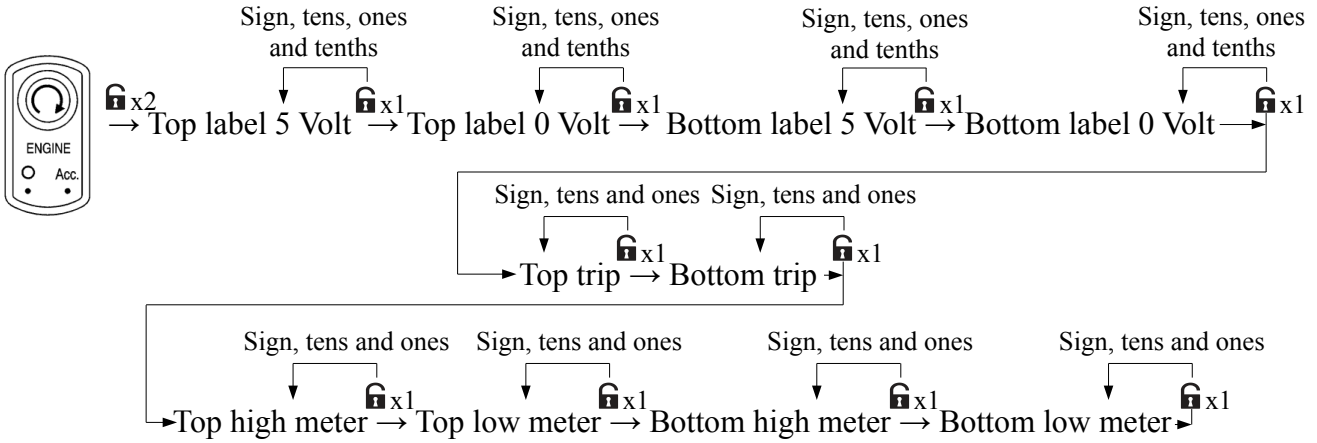 Sign, tens, ones and tenths
Sign, tens, ones and tenths
Sign, tens, ones and tenths
Sign, tens, ones and tenths
ENGINE
Acc.
x2 → Top label 5 Volt x1 → Top label 0 Volt x1 → Bottom label 5 Volt x1 → Bottom label 0 Volt x1
Sign, tens and ones Sign, tens and ones
Top trip x1 → Bottom trip x1
Sign, tens and ones Sign, tens and ones Sign, tens and ones Sign, tens and ones
Top high meter x1 → Top low meter x1 → Bottom high meter x1 → Bottom low meter x1